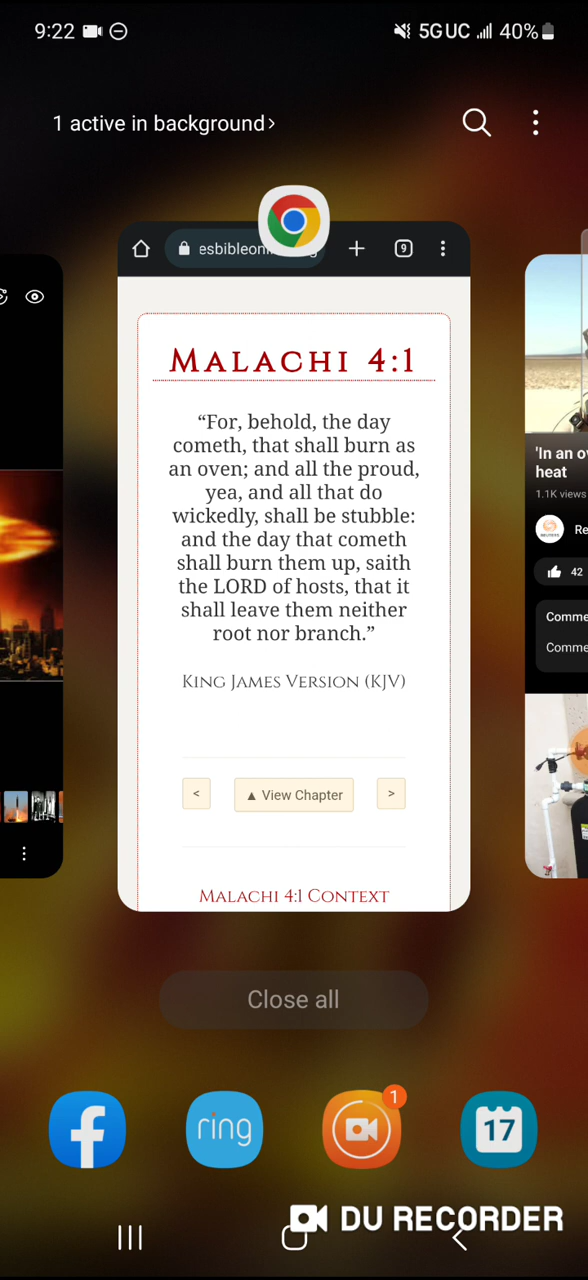 9:22
5G UC
40%
1 active in background
9
MALACHI 4:1
“For, behold, the day
cometh, that shall burn as
an oven; and all the proud,
yea, and all that do
wickedly, shall be stubble:
and the day that cometh
shall burn them up, saith
the LORD of hosts, that it
shall leave them neither
root nor branch.”
KING JAMES VERSION (KJV)
<
▲ View Chapter
>
MALACHI 4:1 CONTEXT
'In an
heat
1.1K views
Re
42
Comme
Comme
Close all
ring
1
17
DU RECORDER